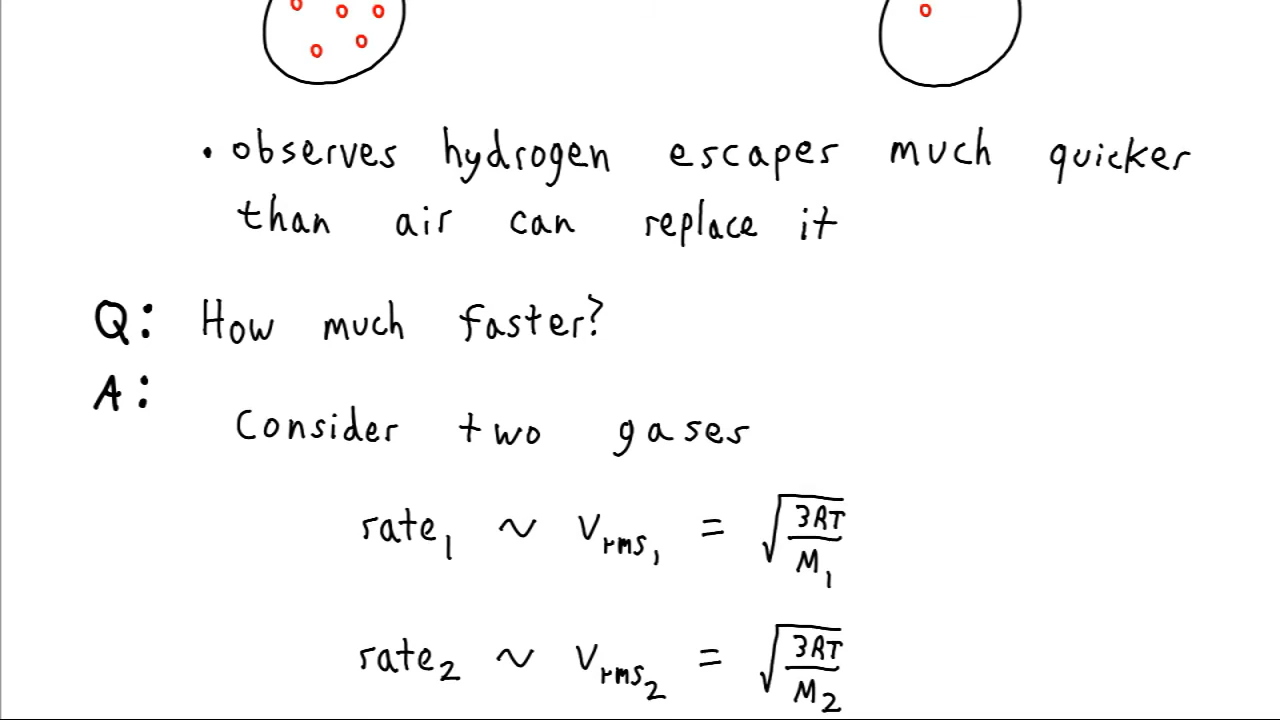 • observes hydrogen escapes much quicker
than air can replace it
Q: How much faster?
A:
Consider two gases
rate₁ ~ Vrms₁ = √(3RT/M₁)
rate₂ ~ Vrms₂ = √(3RT/M₂)